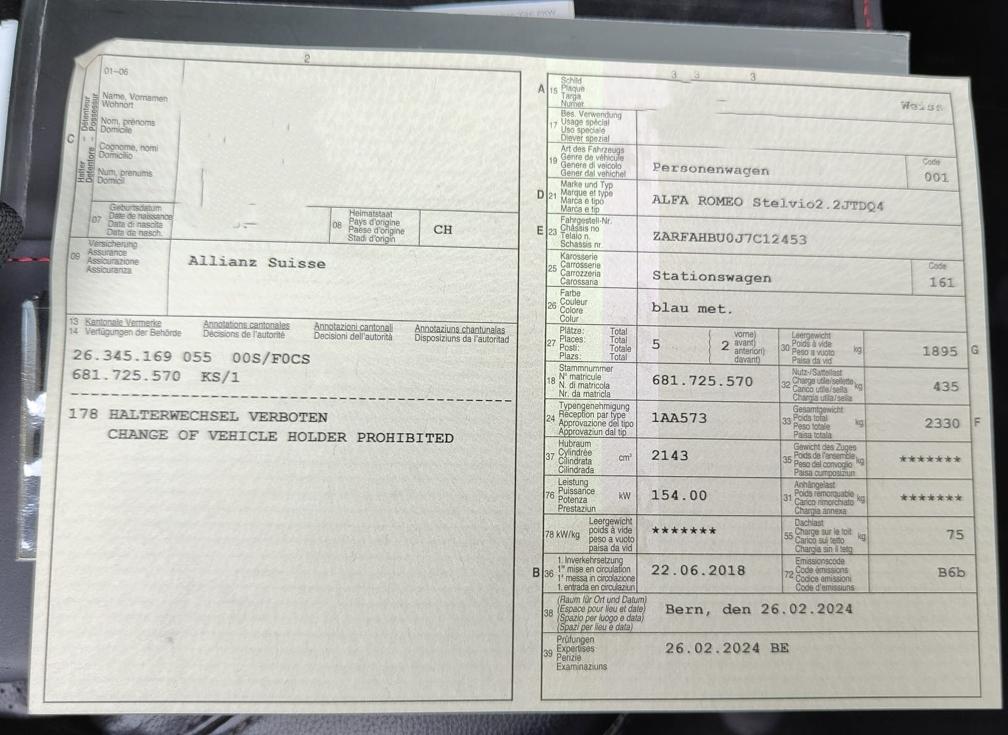 2
01-06
Name, Vornamen
Wohnort
Nom, prénoms
Domicile
Cognome, nomi
Domicilio
Num, prenums
Domicil
C
Halter - Détenteur
Detentore - Possessur
07
Geburtsdatum
Date de naissance
Data di nascita
Data da nasch.
08
Heimatstaat
Pays d'origine
Paese d'origine
Stadi d'origin
CH
09
Versicherung
Assurance
Assicurazione
Assicuranza
Allianz Suisse
13 Kantonale Vermerke Annotations cantonales Annotazioni cantonali Annotaziuns chantunalas
14 Verfügungen der Behörde Décisions de l'autorité Decisioni dell'autorità Disposiziuns da l'autoritad
26.345.169 055 00S/F0CS
681.725.570 KS/1
178 HALTERWECHSEL VERBOTEN
CHANGE OF VEHICLE HOLDER PROHIBITED
3 3 3
A 15
Schild
Plaque
Targa
Numer
Weiss
17
Bes. Verwendung
Usage spécial
Uso speciale
Diever spezial
19
Art des Fahrzeugs
Genre de véhicule
Genere di veicolo
Gener dal vehichel
Personenwagen
Code
001
D 21
Marke und Typ
Marque et type
Marca e tipo
Marca e tip
ALFA ROMEO Stelvio2.2JTDQ4
E 23
Fahrgestell-Nr.
Châssis no
Telaio n.
Schassis nr.
ZARFAHBU0J7C12453
25
Karosserie
Carrosserie
Carrozzeria
Carossaria
Stationswagen
Code
161
26
Farbe
Couleur
Colore
Colur
blau met.
27
Plätze: Total
Places: Total
Posti: Totale
Plazs: Total
5
2
vorne)
avant)
anteriori)
davant)
30
Leergewicht
Poids à vide
Peso a vuoto
Paisa da vid
kg
1895 G
18
Stammnummer
N° matricule
N. di matricola
Nr. da matricla
681.725.570
32
Nutz-/Sattellast
Charge utile/sellette
Carico utile/sella
Chargia utila/sella
kg
435
24
Typengenehmigung
Réception par type
Approvazione del tipo
Approvaziun dal tip
1AA573
33
Gesamtgewicht
Poids total
Peso totale
Paisa totala
kg
2330 F
37
Hubraum
Cylindrée
Cilindrata
Cilindrada
cm³
2143
35
Gewicht des Zuges
Poids de l'ensemble
Peso del convoglio
Paisa cumposiziun
kg
*******
76
Leistung
Puissance
Potenza
Prestaziun
kW
154.00
31
Anhängelast
Poids remorquable
Carico rimorchiato
Chargia annexa
kg
*******
78 kW/kg
Leergewicht
poids à vide
peso a vuoto
paisa da vid
*******
55
Dachlast
Charge sur le toit
Carico sul tetto
Chargia sin il tetg
kg
75
B 36
1. Inverkehrsetzung
1re mise en circulation
1a messa in circolazione
1. entrada en circulaziun
22.06.2018
72
Emissionscode
Code émissions
Codice emissioni
Code d'emissiuns
B6b
38
(Raum für Ort und Datum)
(Espace pour lieu et date)
(Spazio per luogo e data)
(Spazi per lieu e data)
Bern, den 26.02.2024
39
Prüfungen
Expertises
Perizie
Examinaziuns
26.02.2024 BE